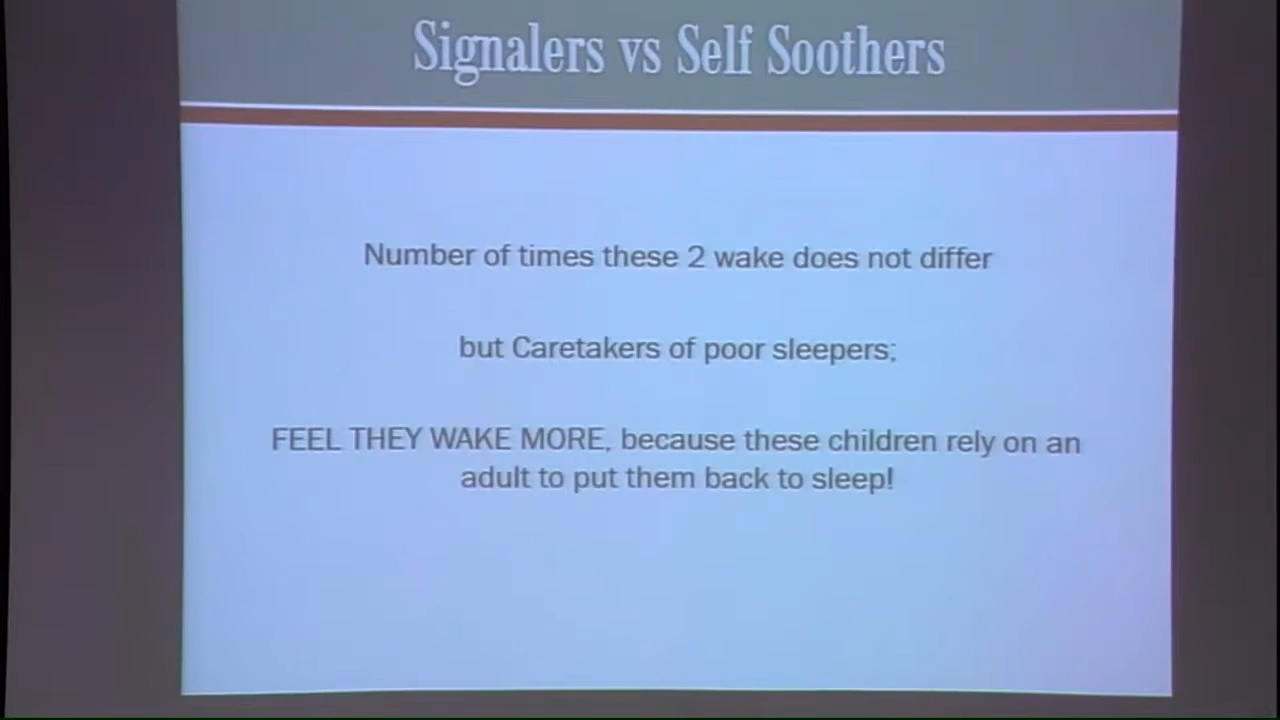 Signalers vs Self Soothers
Number of times these 2 wake does not differ
but Caretakers of poor sleepers;
FEEL THEY WAKE MORE, because these children rely on an
adult to put them back to sleep!